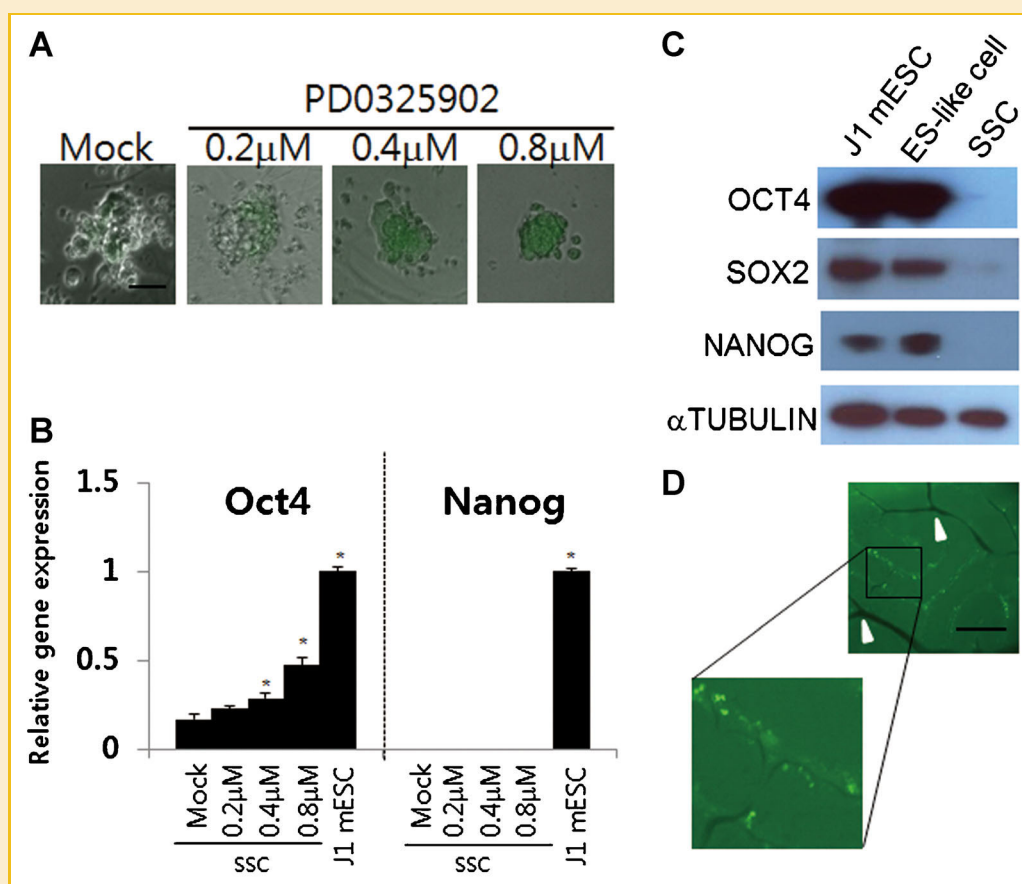 A
PD0325902
Mock
0.2μM
0.4μM
0.8μM
B
Relative gene expression
1.5
1
0.5
0
Oct4
Nanog
*
*
*
*
Mock
0.2μM
0.4μM
0.8μM
J1 mESC
SSC
Mock
0.2μM
0.4μM
0.8μM
J1 mESC
SSC
C
J1 mESC
ES-like cell
SSC
OCT4
SOX2
NANOG
αTUBULIN
D